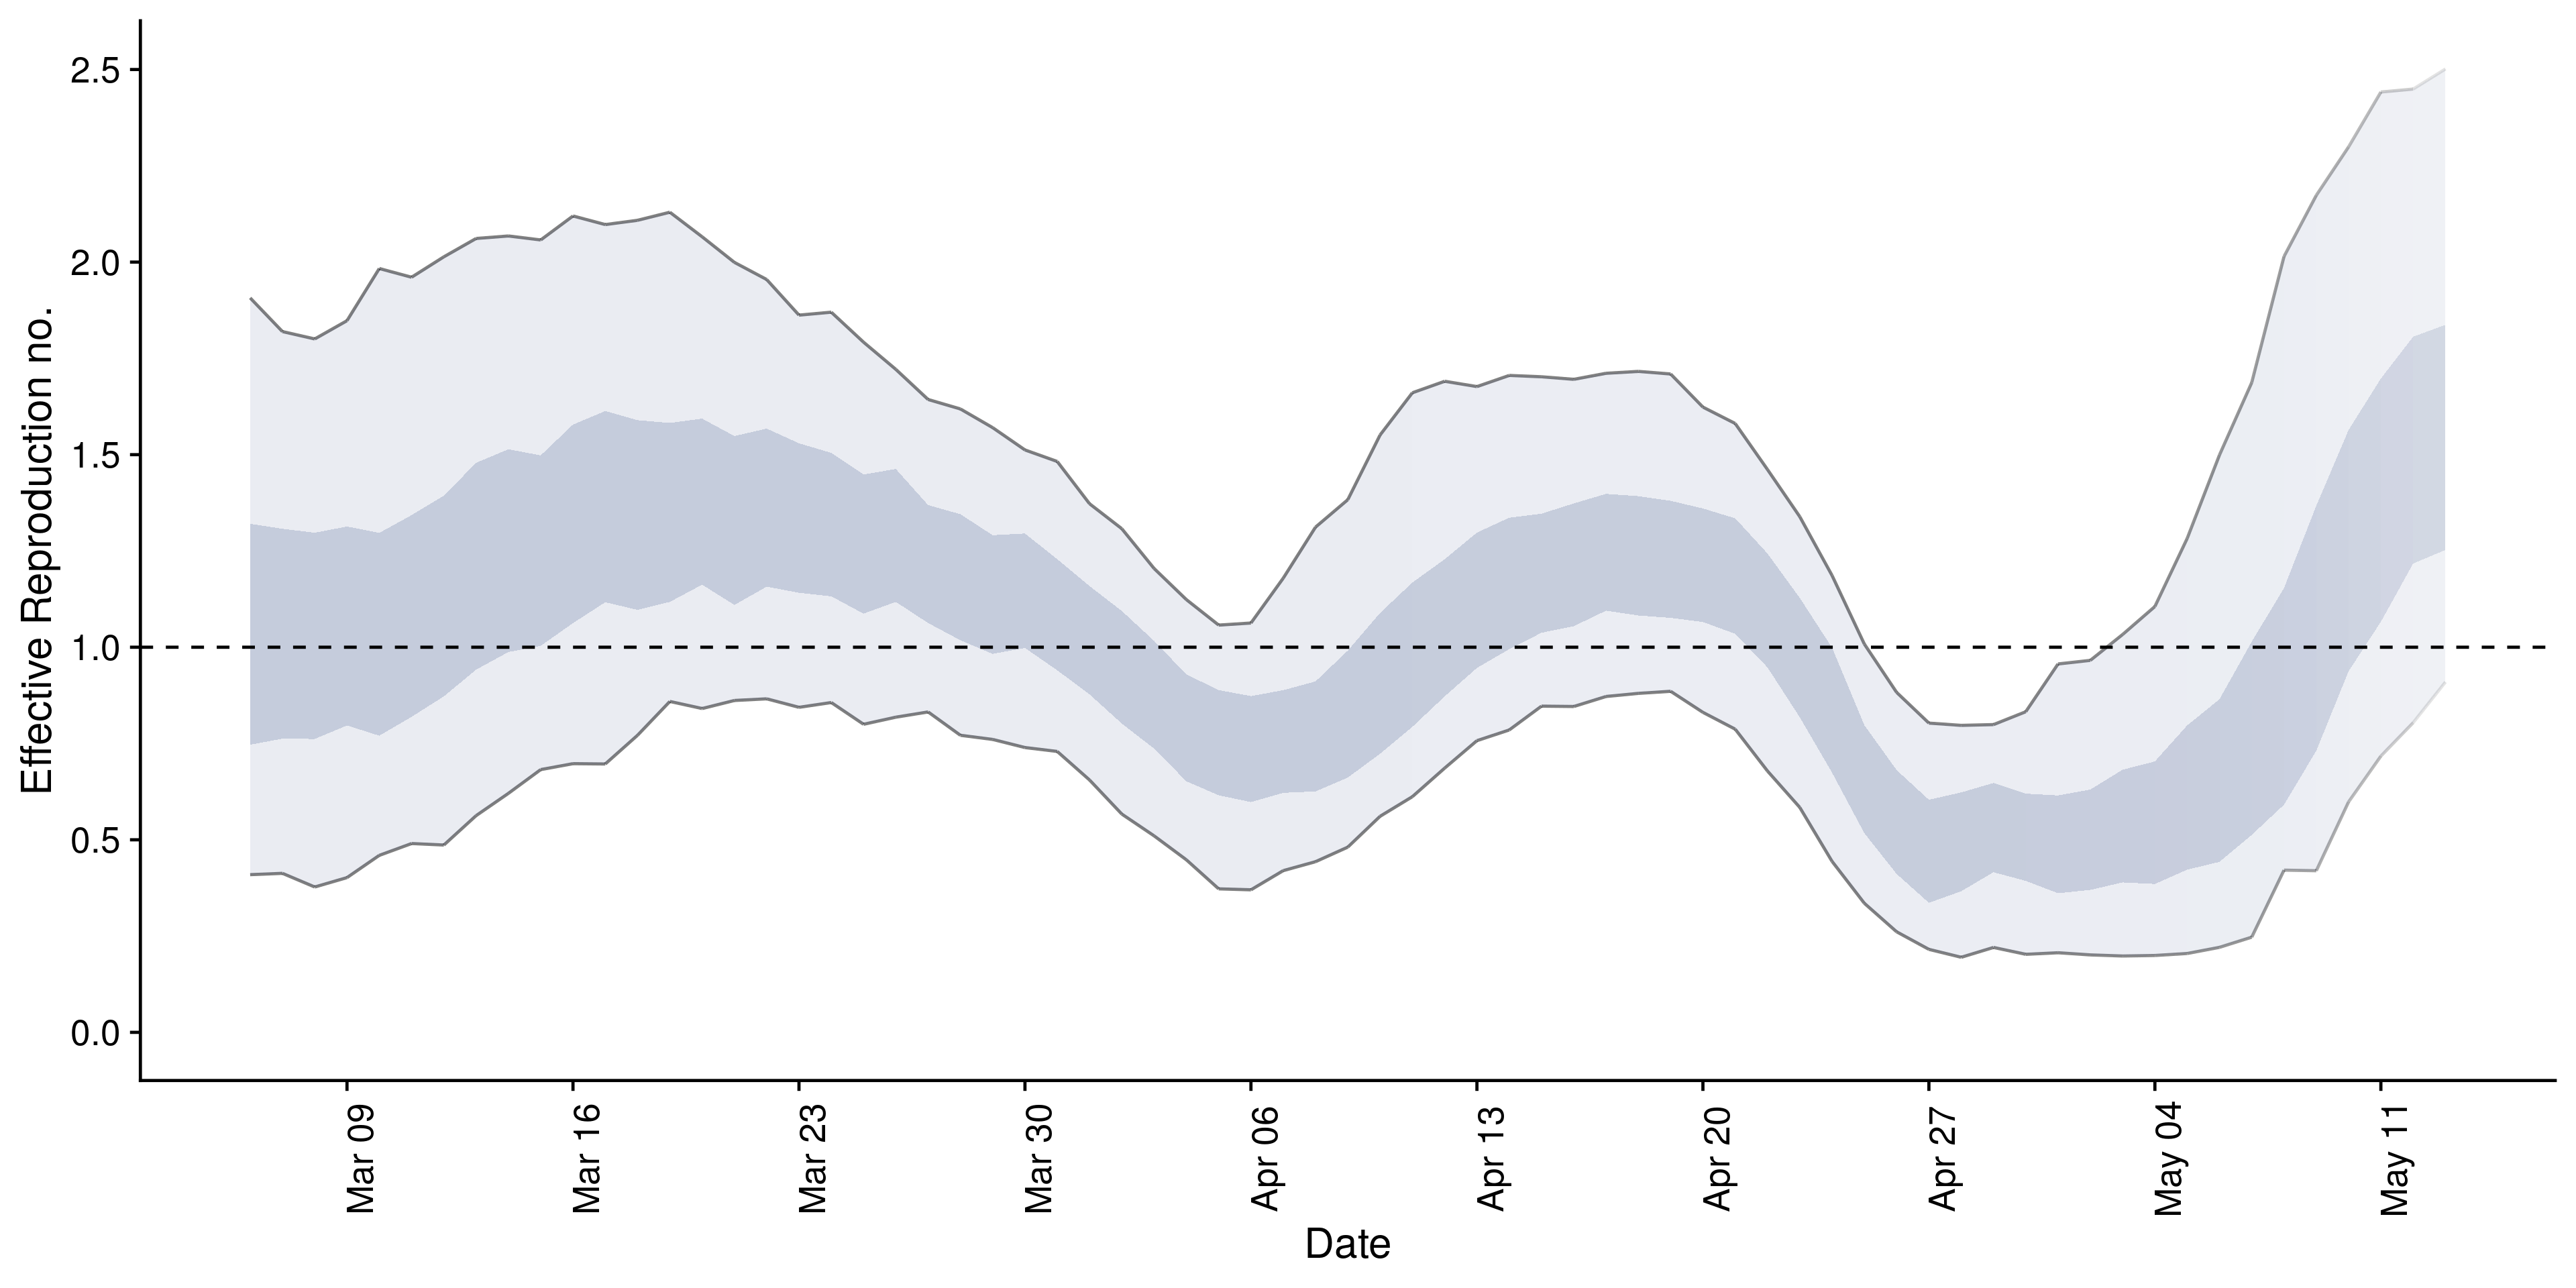 Effective Reproduction no.
2.5
2.0
1.5
1.0
0.5
0.0
Mar 09
Mar 16
Mar 23
Mar 30
Apr 06
Apr 13
Apr 20
Apr 27
May 04
May 11
Date